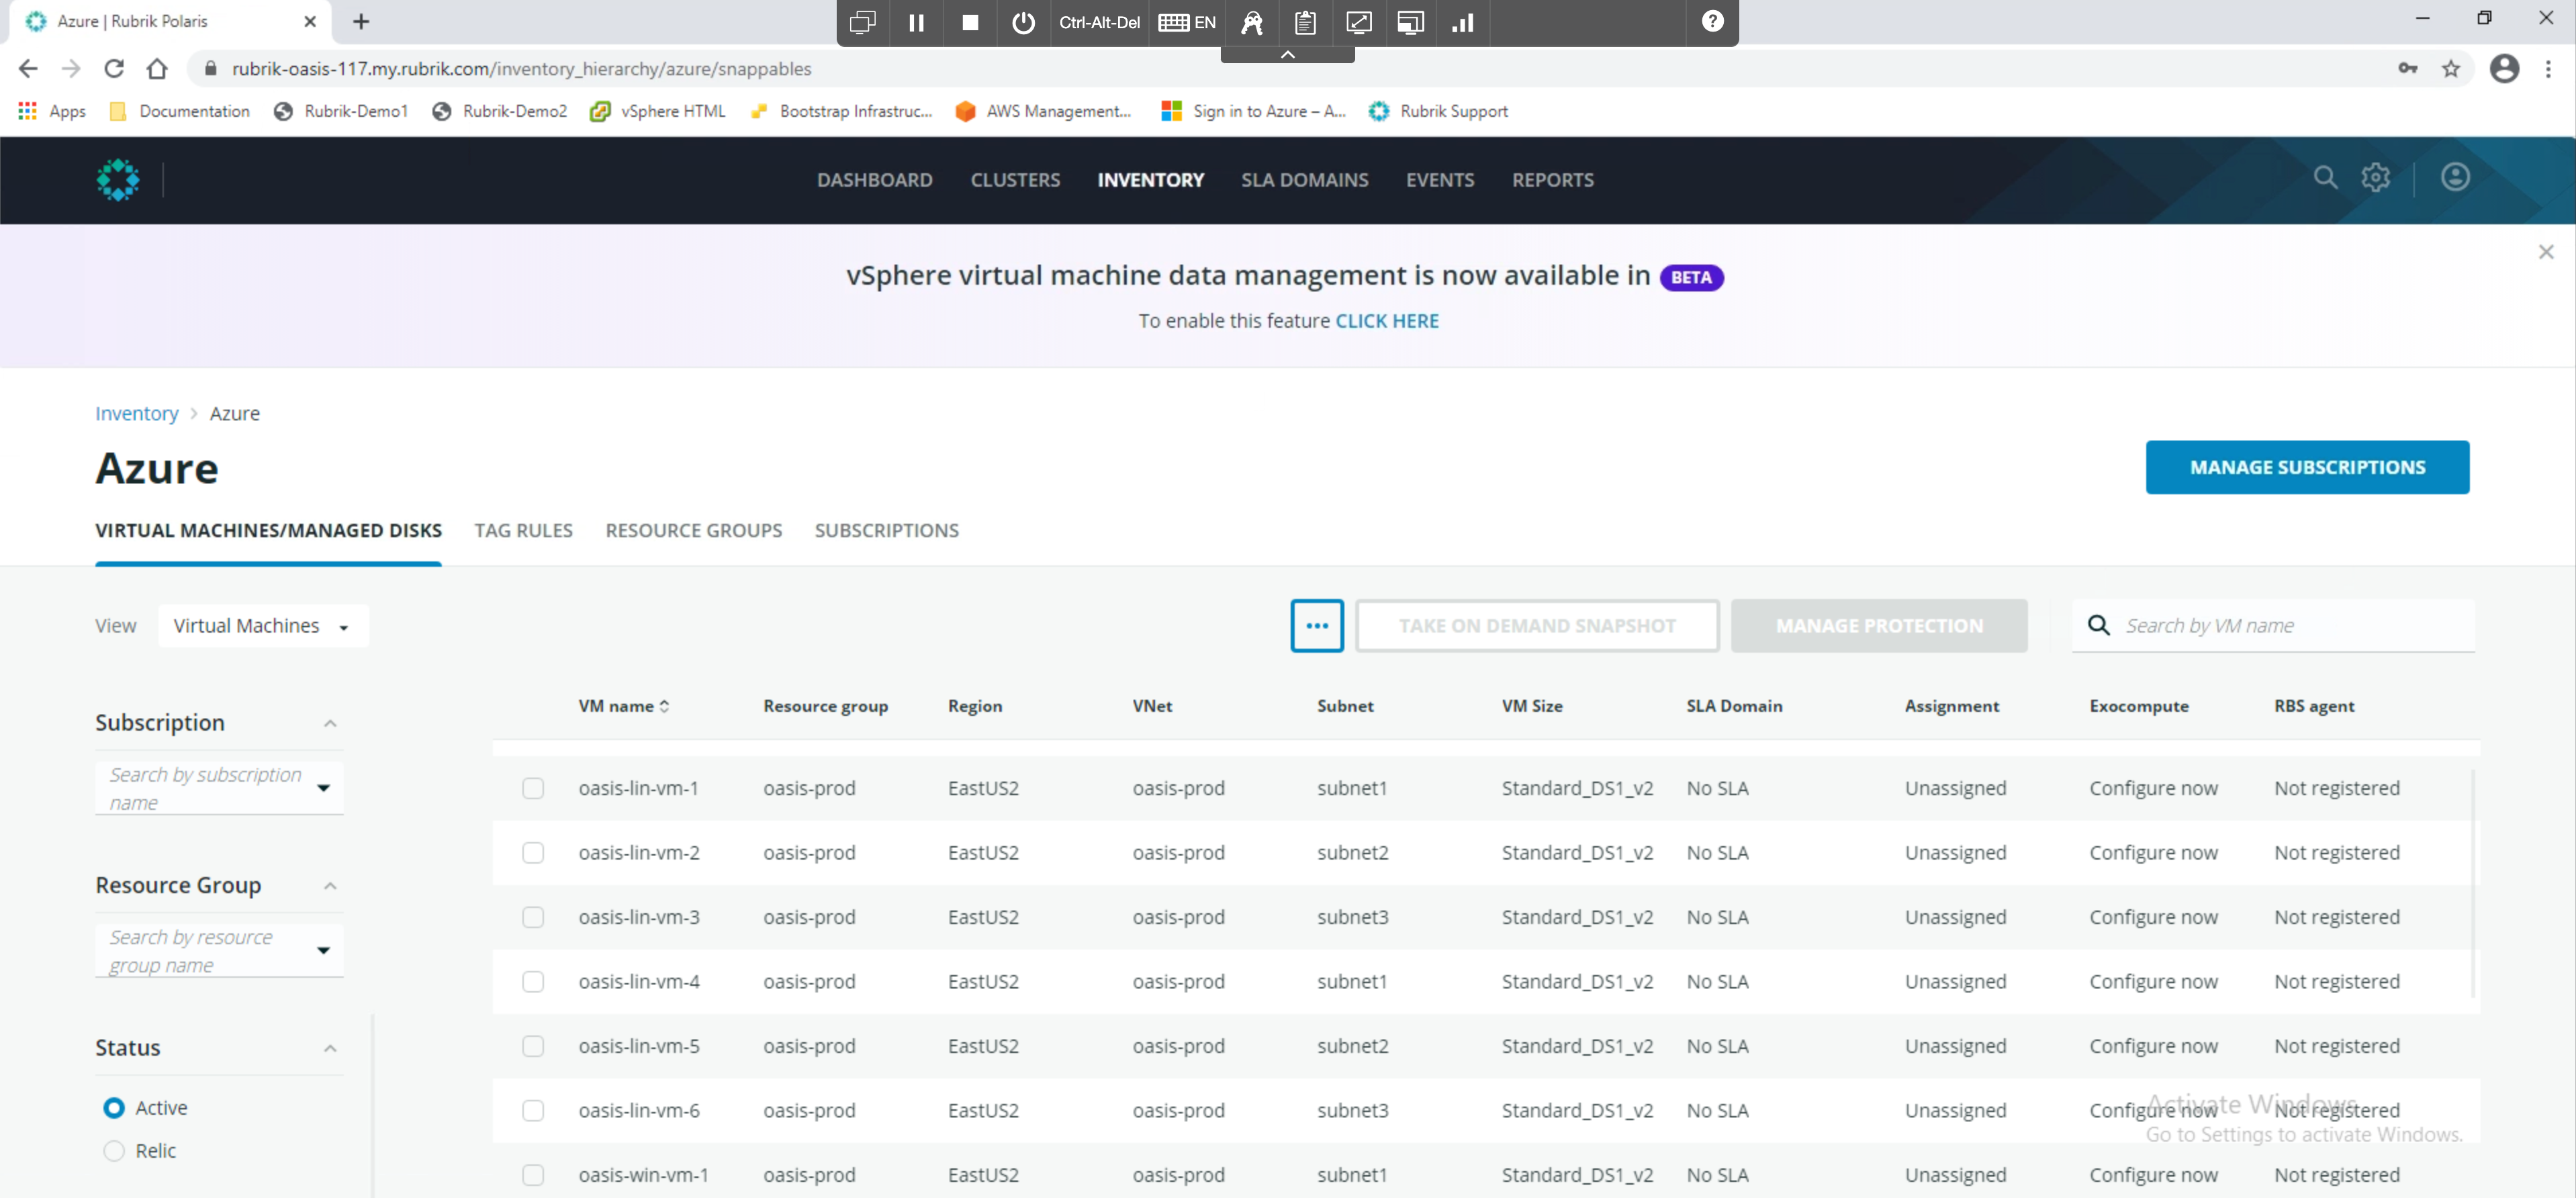 Azure | Rubrik Polaris
Ctrl-Alt-Del EN
rubrik-oasis-117.my.rubrik.com/inventory_hierarchy/azure/snappables
Apps Documentation Rubrik-Demo1 Rubrik-Demo2 vSphere HTML Bootstrap Infrastruc... AWS Management... Sign in to Azure – A... Rubrik Support
DASHBOARD CLUSTERS INVENTORY SLA DOMAINS EVENTS REPORTS
vSphere virtual machine data management is now available in BETA
To enable this feature CLICK HERE
Inventory > Azure
Azure
MANAGE SUBSCRIPTIONS
VIRTUAL MACHINES/MANAGED DISKS TAG RULES RESOURCE GROUPS SUBSCRIPTIONS
View Virtual Machines ... TAKE ON DEMAND SNAPSHOT MANAGE PROTECTION Search by VM name
Subscription
Search by subscription
name
Resource Group
Search by resource
group name
Status
Active
Relic
VM name Resource group Region VNet Subnet VM Size SLA Domain Assignment Exocompute RBS agent
oasis-lin-vm-1 oasis-prod EastUS2 oasis-prod subnet1 Standard_DS1_v2 No SLA Unassigned Configure now Not registered
oasis-lin-vm-2 oasis-prod EastUS2 oasis-prod subnet2 Standard_DS1_v2 No SLA Unassigned Configure now Not registered
oasis-lin-vm-3 oasis-prod EastUS2 oasis-prod subnet3 Standard_DS1_v2 No SLA Unassigned Configure now Not registered
oasis-lin-vm-4 oasis-prod EastUS2 oasis-prod subnet1 Standard_DS1_v2 No SLA Unassigned Configure now Not registered
oasis-lin-vm-5 oasis-prod EastUS2 oasis-prod subnet2 Standard_DS1_v2 No SLA Unassigned Configure now Not registered
oasis-lin-vm-6 oasis-prod EastUS2 oasis-prod subnet3 Standard_DS1_v2 No SLA Unassigned Configure now Not registered
oasis-win-vm-1 oasis-prod EastUS2 oasis-prod subnet1 Standard_DS1_v2 No SLA Unassigned Configure now Not registered
Activate Windows
Go to Settings to activate Windows.